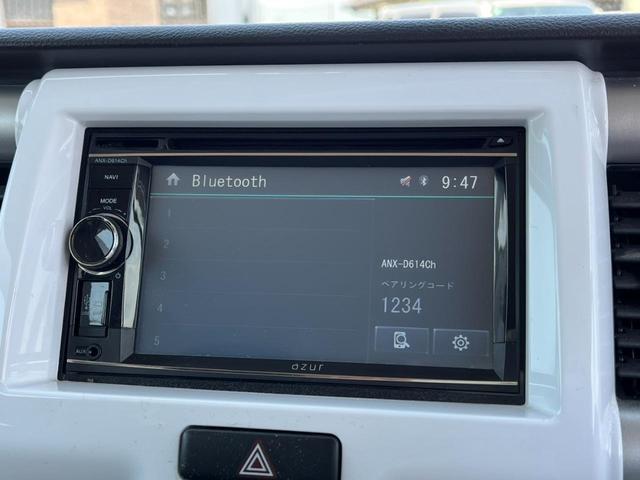 ANX-D614Ch
NAVI
MODE
VOL
AUX
Bluetooth
9:47
1
2
3
4
5
ANX-D614Ch
ペアリングコード
1234
azur